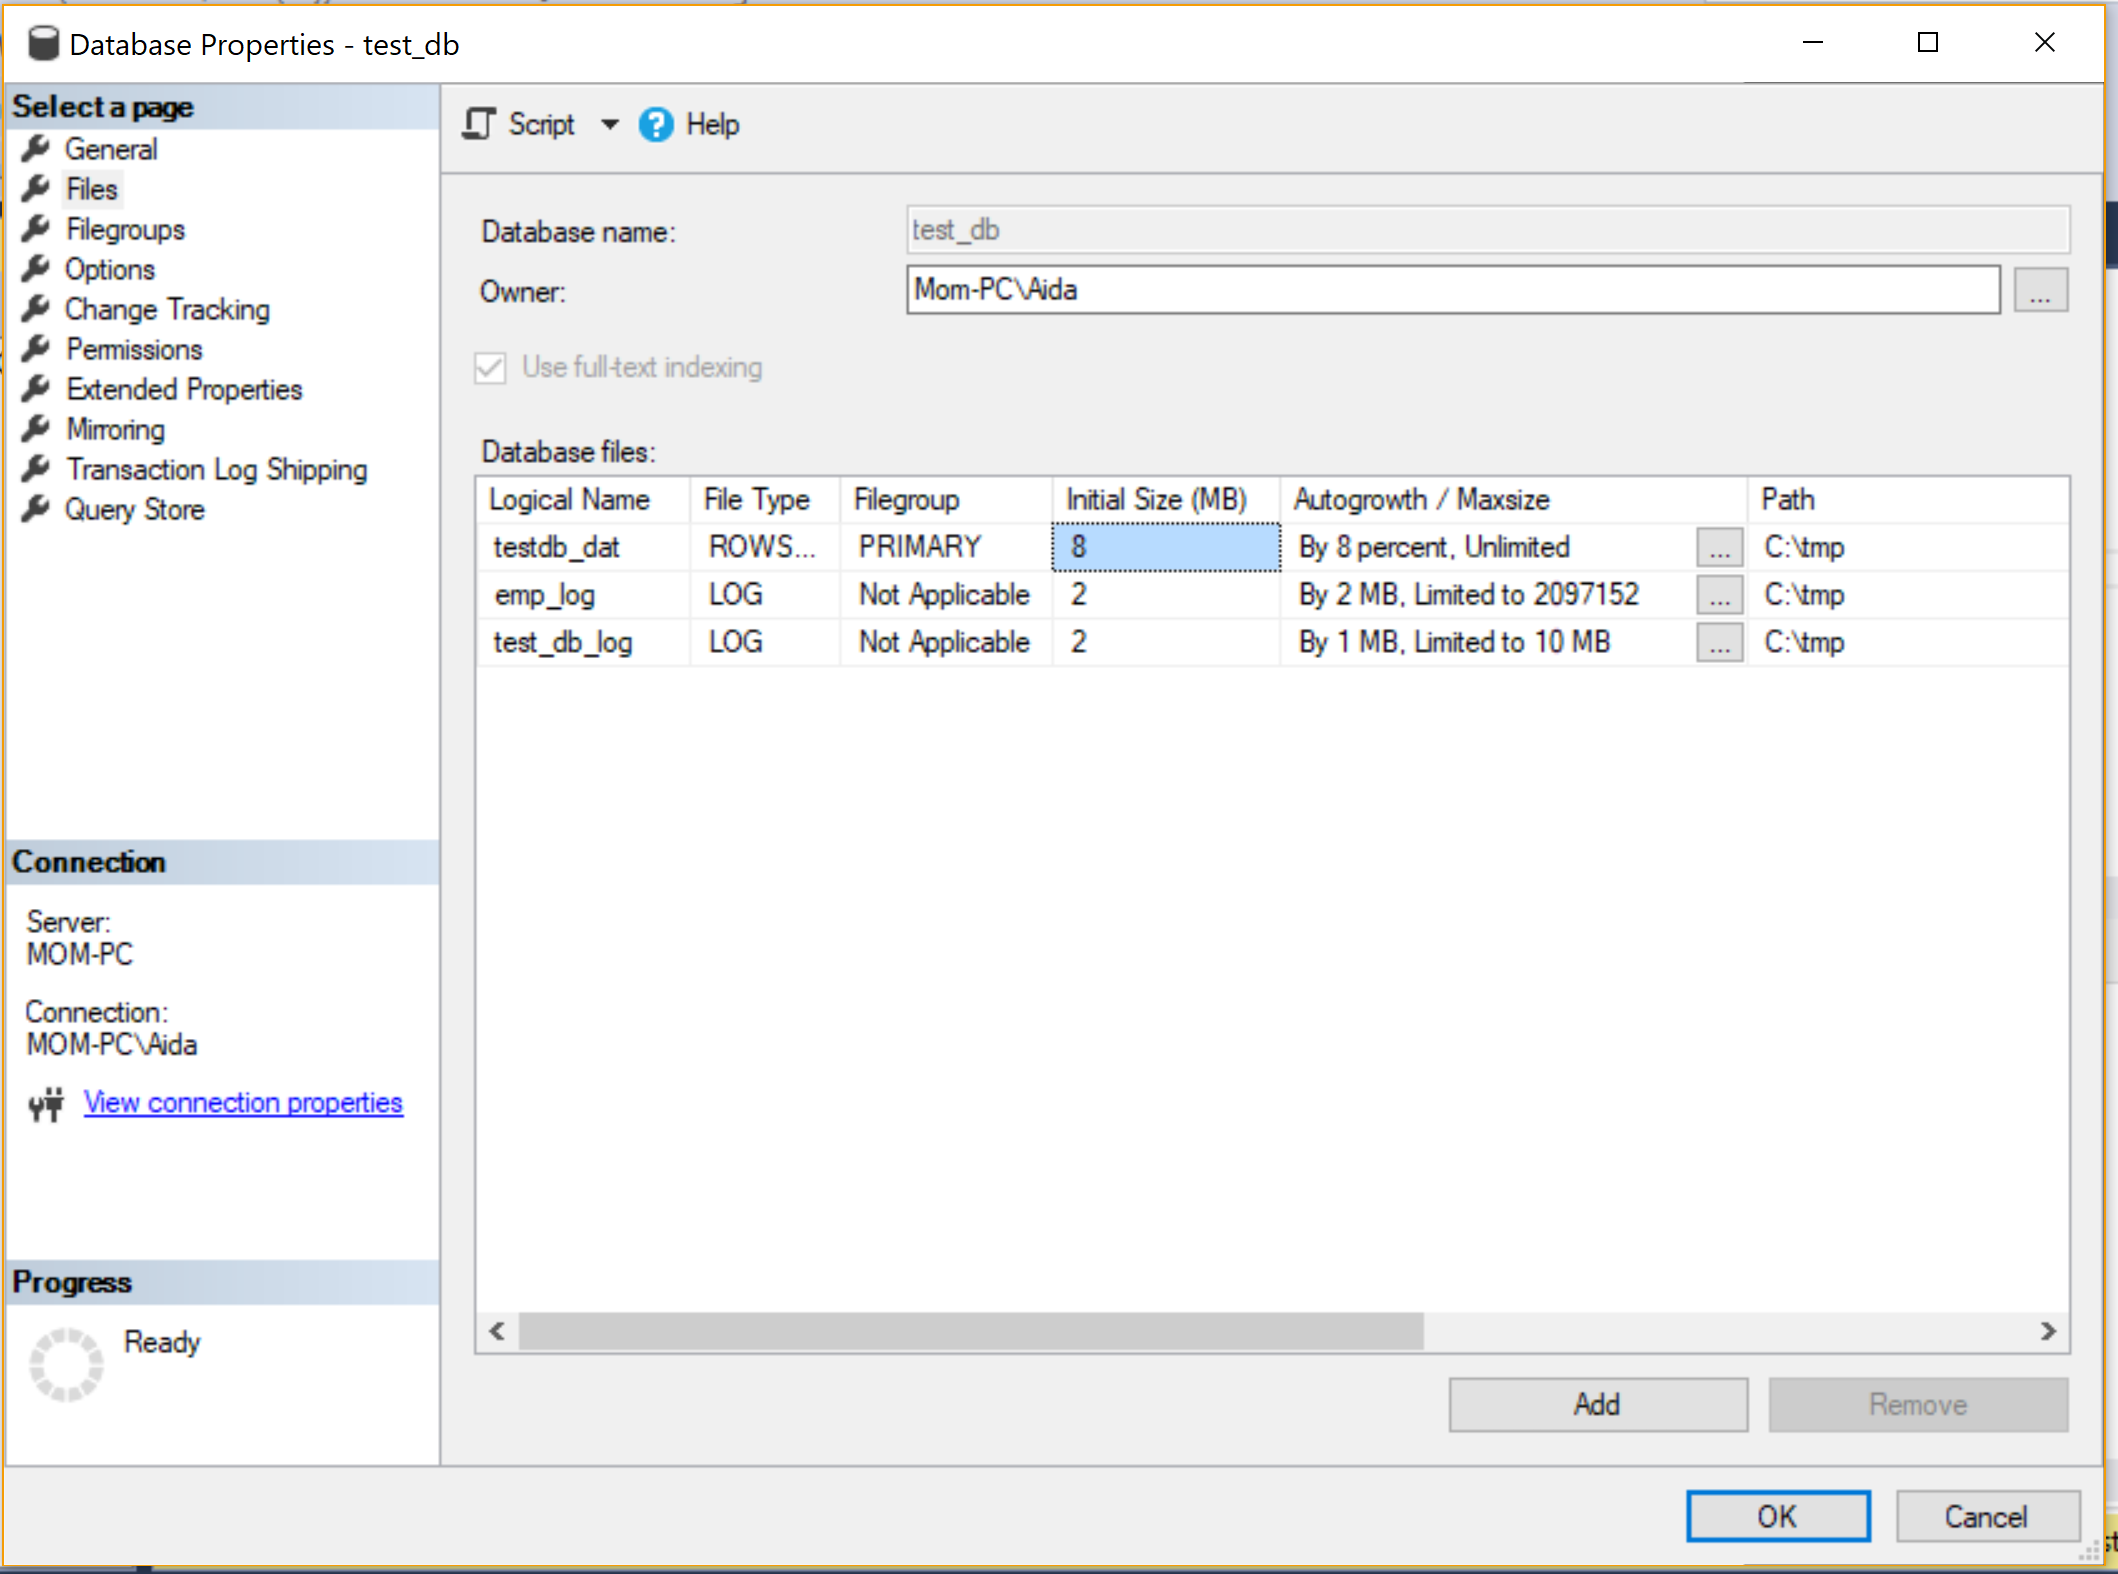 Database Properties - test_db
Select a page
General
Files
Filegroups
Options
Change Tracking
Permissions
Extended Properties
Mirroring
Transaction Log Shipping
Query Store
Connection
Server:
MOM-PC
Connection:
MOM-PC\Aida
View connection properties
Progress
Ready
Script
Help
Database name: test_db
Owner: Mom-PC\Aida ...
Use full-text indexing
Database files:
Logical Name File Type Filegroup Initial Size (MB) Autogrowth / Maxsize Path
testdb_dat ROWS... PRIMARY 8 By 8 percent, Unlimited ... C:\tmp
emp_log LOG Not Applicable 2 By 2 MB, Limited to 2097152 ... C:\tmp
test_db_log LOG Not Applicable 2 By 1 MB, Limited to 10 MB ... C:\tmp
Add Remove
OK Cancel